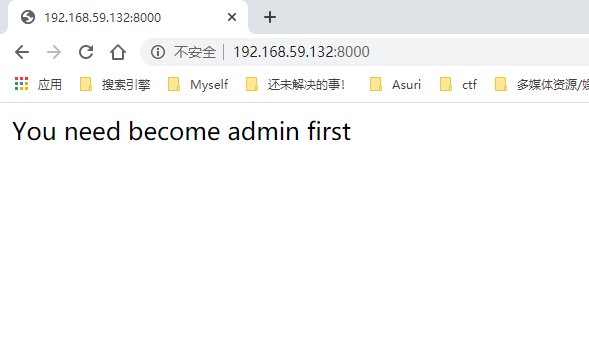 192.168.59.132:8000
不安全 192.168.59.132:8000
应用 搜索引擎 Myself 还未解决的事! Asuri ctf 多媒体资源/
You need become admin first